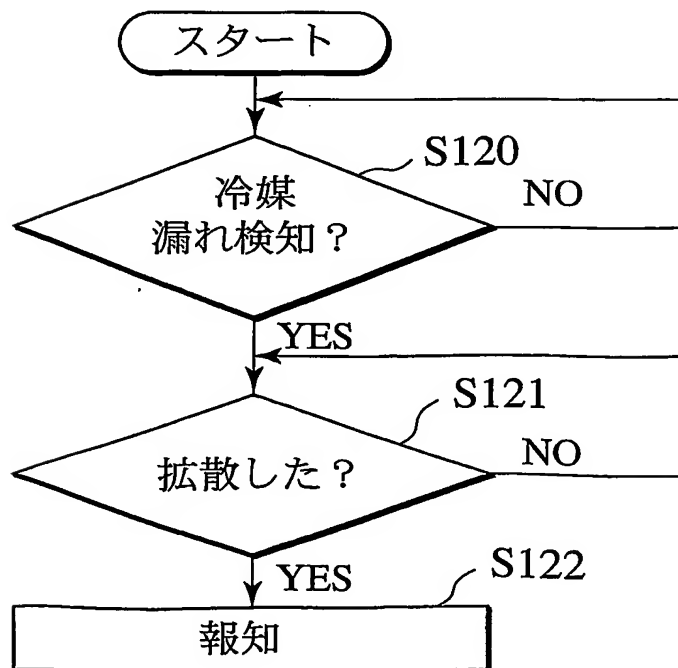 スタート
S120
冷媒
漏れ検知?
NO
YES
S121
拡散した?
NO
YES
S122
報知